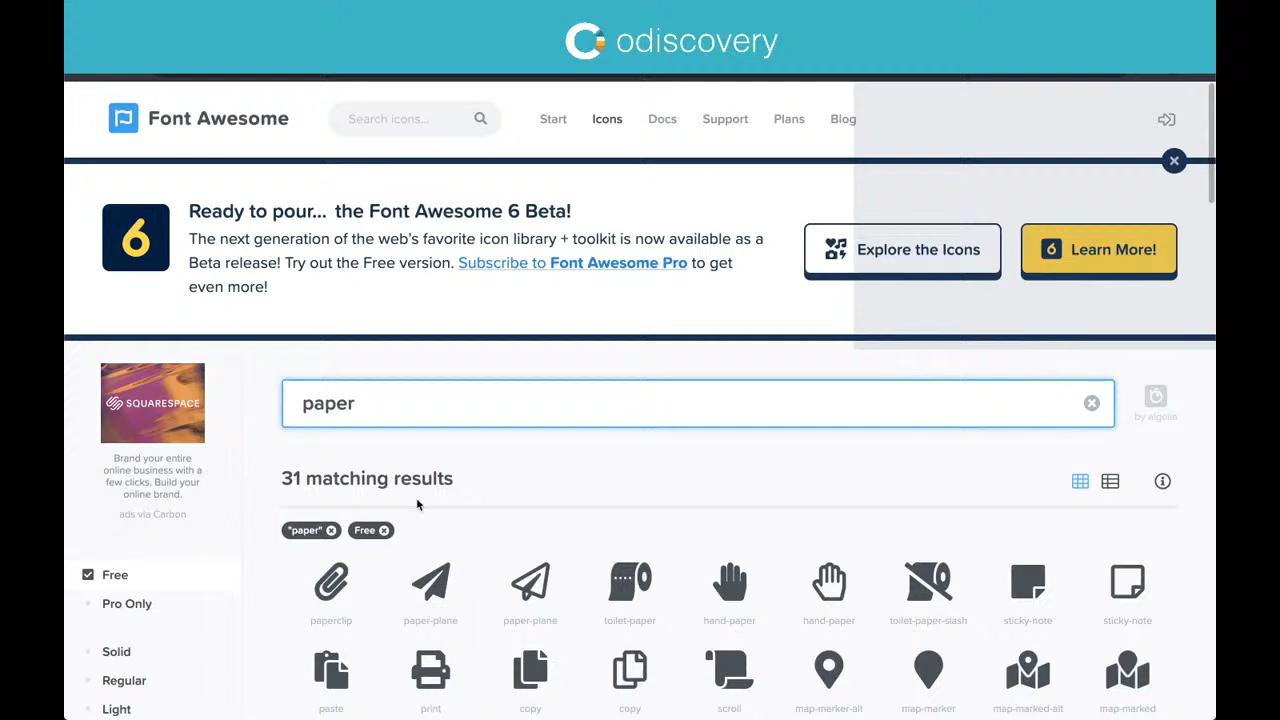 odiscovery
Font Awesome
Search icons...
Start
Icons
Docs
Support
Plans
Blog
6
Ready to pour... the Font Awesome 6 Beta!
The next generation of the web's favorite icon library + toolkit is now available as a
Beta release! Try out the Free version. Subscribe to Font Awesome Pro to get
even more!
Explore the Icons
6 Learn More!
SQUARESPACE
Brand your entire
online business with a
few clicks. Build your
online brand.
ads via Carbon
paper
by algolia
31 matching results
"paper"
Free
Free
Pro Only
Solid
Regular
Light
paperclip
paper-plane
paper-plane
toilet-paper
hand-paper
hand-paper
toilet-paper-slash
sticky-note
sticky-note
paste
print
copy
copy
scroll
map-marker-alt
map-marker
map-marked-alt
map-marked